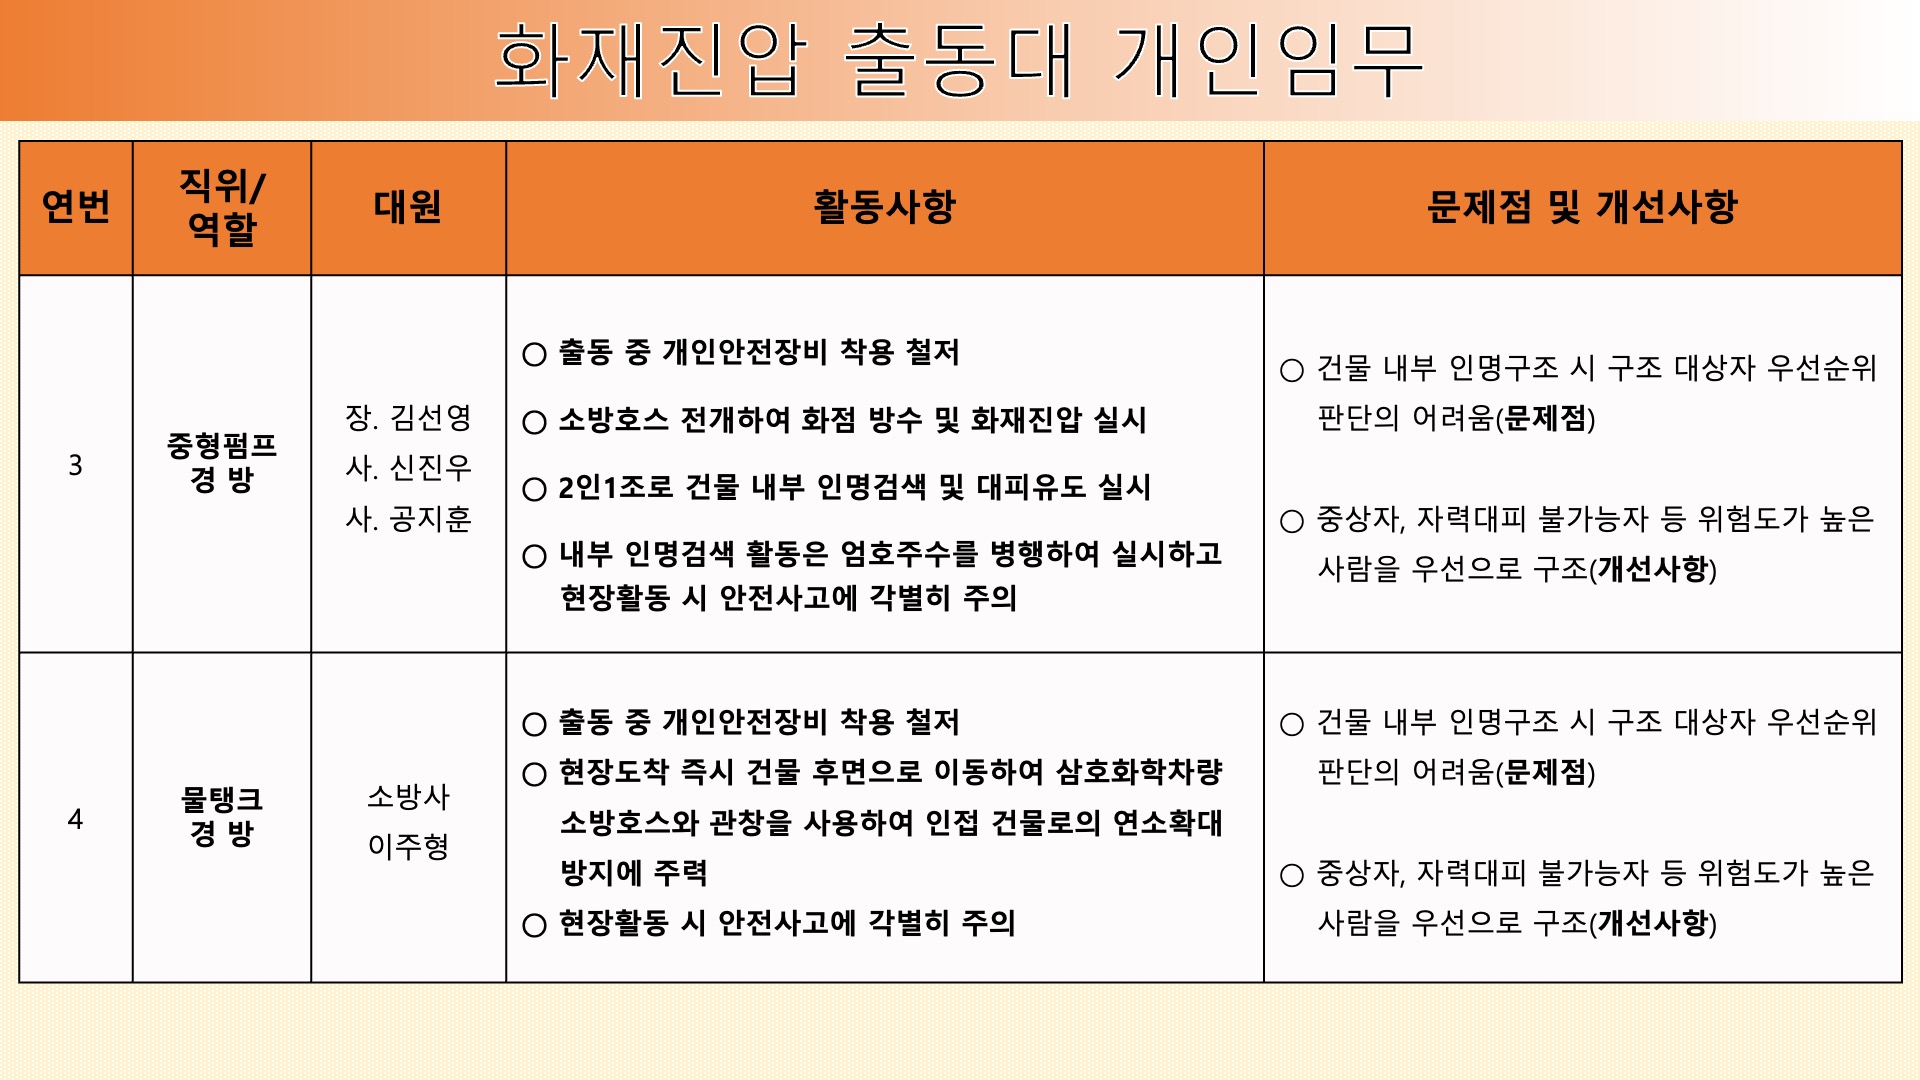 화재진압 출동대 개인임무
연번
직위/
역할
대원
활동사항
문제점 및 개선사항
3
중형펌프
경 방
장. 김선영
사. 신진우
사. 공지훈
○ 출동 중 개인안전장비 착용 철저
○ 소방호스 전개하여 화점 방수 및 화재진압 실시
○ 2인1조로 건물 내부 인명검색 및 대피유도 실시
○ 내부 인명검색 활동은 엄호주수를 병행하여 실시하고
현장활동 시 안전사고에 각별히 주의
○ 건물 내부 인명구조 시 구조 대상자 우선순위
판단의 어려움(문제점)
○ 중상자, 자력대피 불가능자 등 위험도가 높은
사람을 우선으로 구조(개선사항)
4
물탱크
경 방
소방사
이주형
○ 출동 중 개인안전장비 착용 철저
○ 현장도착 즉시 건물 후면으로 이동하여 삼호화학차량
소방호스와 관창을 사용하여 인접 건물로의 연소확대
방지에 주력
○ 현장활동 시 안전사고에 각별히 주의
○ 건물 내부 인명구조 시 구조 대상자 우선순위
판단의 어려움(문제점)
○ 중상자, 자력대피 불가능자 등 위험도가 높은
사람을 우선으로 구조(개선사항)